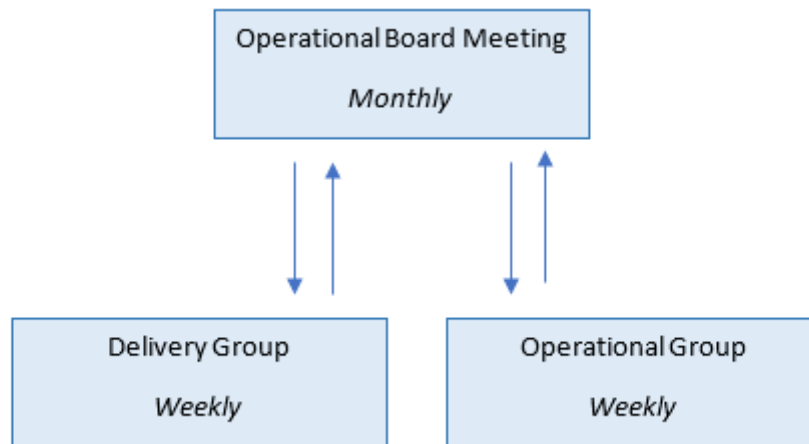 Operational Board Meeting
Monthly
Delivery Group
Weekly
Operational Group
Weekly